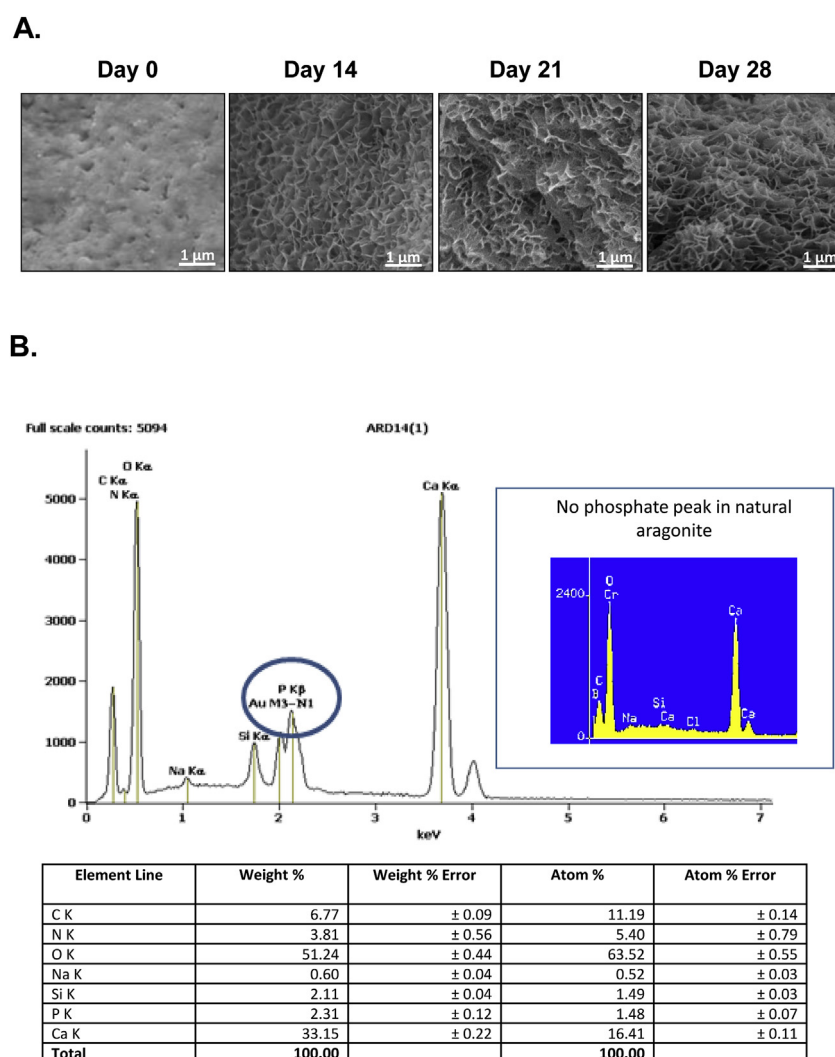 A.
Day 0 Day 14 Day 21 Day 28
1 µm 1 µm 1 µm 1 µm
B.
Full scale counts: 5094 ARD14(1)
O Kα
C Kα
N Kα
Ca Kα
5000
4000
3000
2000
1000
0
P Kβ
Au M3-N1
Si Kα
Na Kα
0 1 2 3 4 5 6 7
keV
No phosphate peak in natural
aragonite
2400
0
O
Cr
C
B
Na
Si
Ca
Cl
Ca
Ca
Element Line Weight % Weight % Error Atom % Atom % Error
C K 6.77 ± 0.09 11.19 ± 0.14
N K 3.81 ± 0.56 5.40 ± 0.79
O K 51.24 ± 0.44 63.52 ± 0.55
Na K 0.60 ± 0.04 0.52 ± 0.03
Si K 2.11 ± 0.04 1.49 ± 0.03
P K 2.31 ± 0.12 1.48 ± 0.07
Ca K 33.15 ± 0.22 16.41 ± 0.11
Total 100.00 100.00